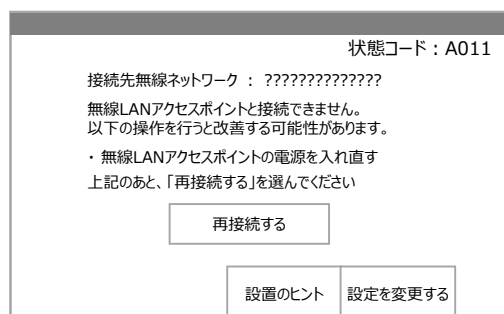 状態コード：A011
接続先無線ネットワーク ： ??????????????
無線LANアクセスポイントと接続できません。
以下の操作を行うと改善する可能性があります。
・ 無線LANアクセスポイントの電源を入れ直す
上記のあと、「再接続する」を選んでください
再接続する
設置のヒント
設定を変更する